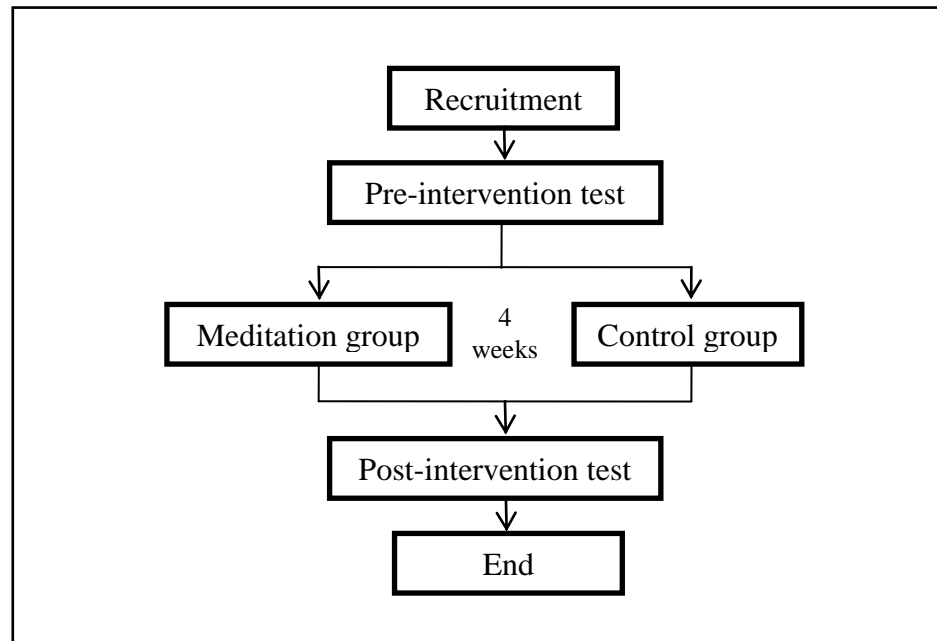 Recruitment
Pre-intervention test
Meditation group
4
weeks
Control group
Post-intervention test
End